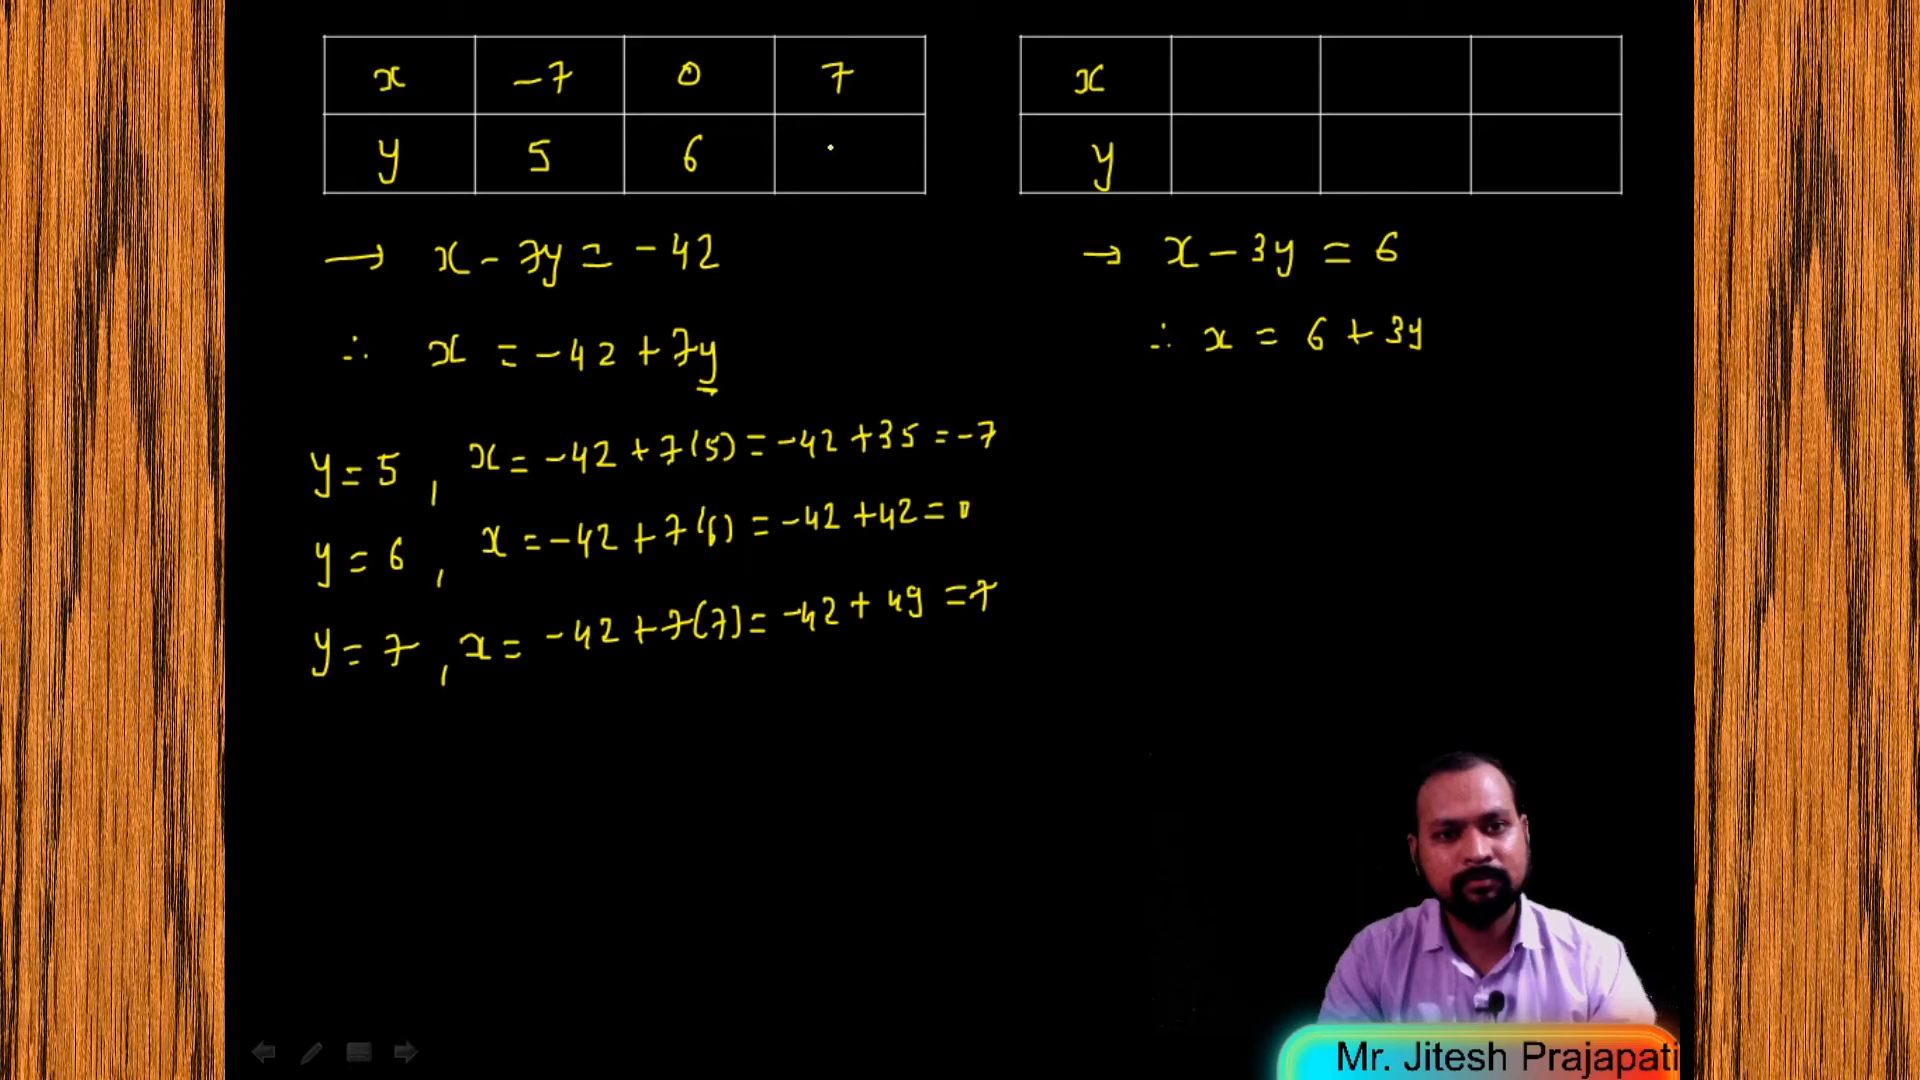 x -7 0 7
y 5 6
x
y
→ x - 7y = - 42
∴ x = -42 + 7y
y = 5 , x = -42 + 7(5) = -42 + 35 = -7
y = 6 , x = -42 + 7(6) = -42 + 42 = 0
y = 7 , x = -42 + 7(7) = -42 + 49 = 7
→ x - 3y = 6
∴ x = 6 + 3y
Mr. Jitesh Prajapati